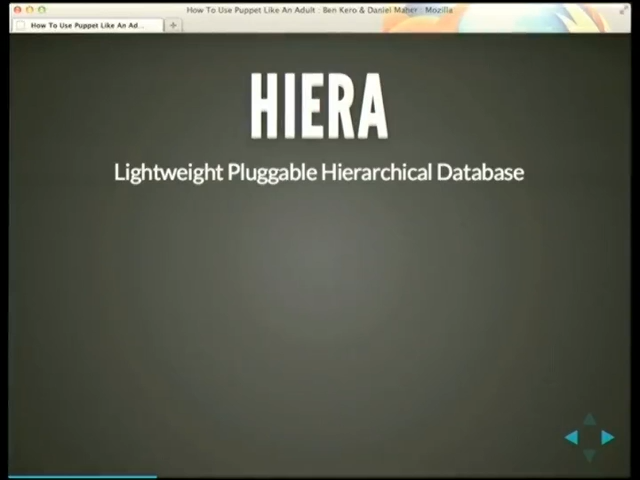 How To Use Puppet Like An Adult : Ben Kero & Daniel Maher : Mozilla
How To Use Puppet Like An Ad...
HIERA
Lightweight Pluggable Hierarchical Database